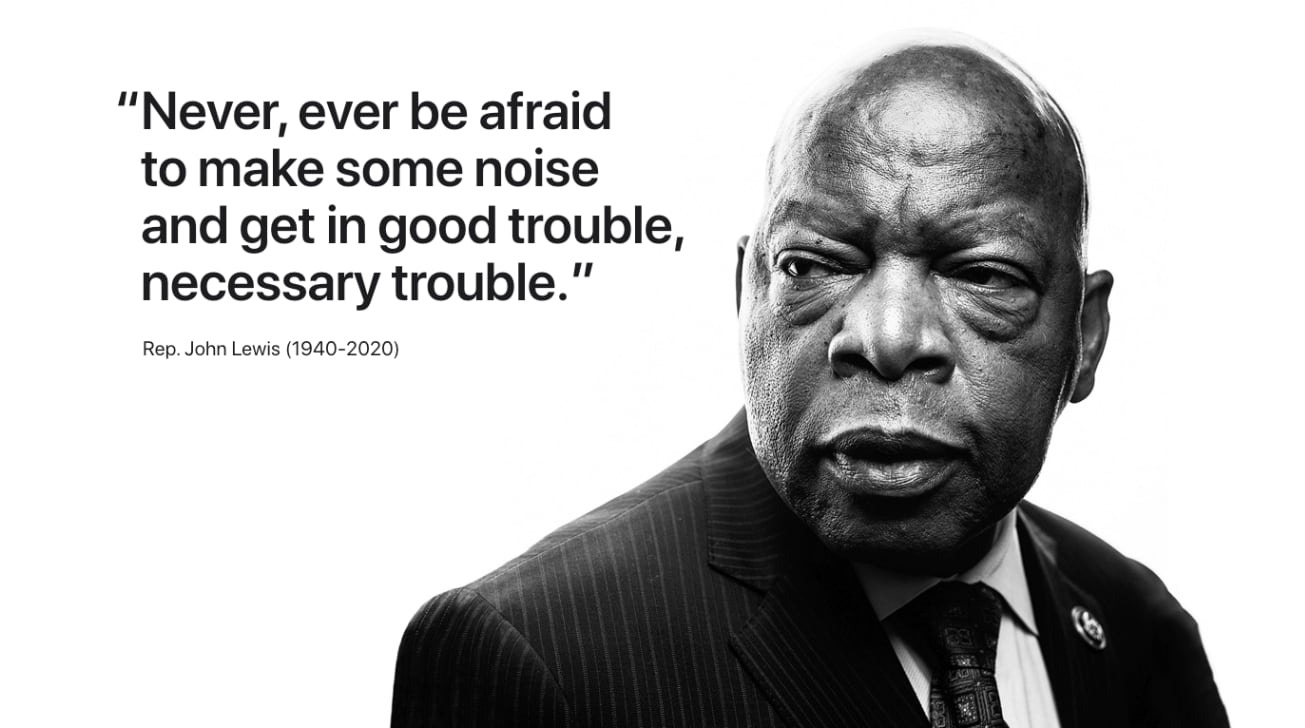 “Never, ever be afraid
to make some noise
and get in good trouble,
necessary trouble.”
Rep. John Lewis (1940-2020)